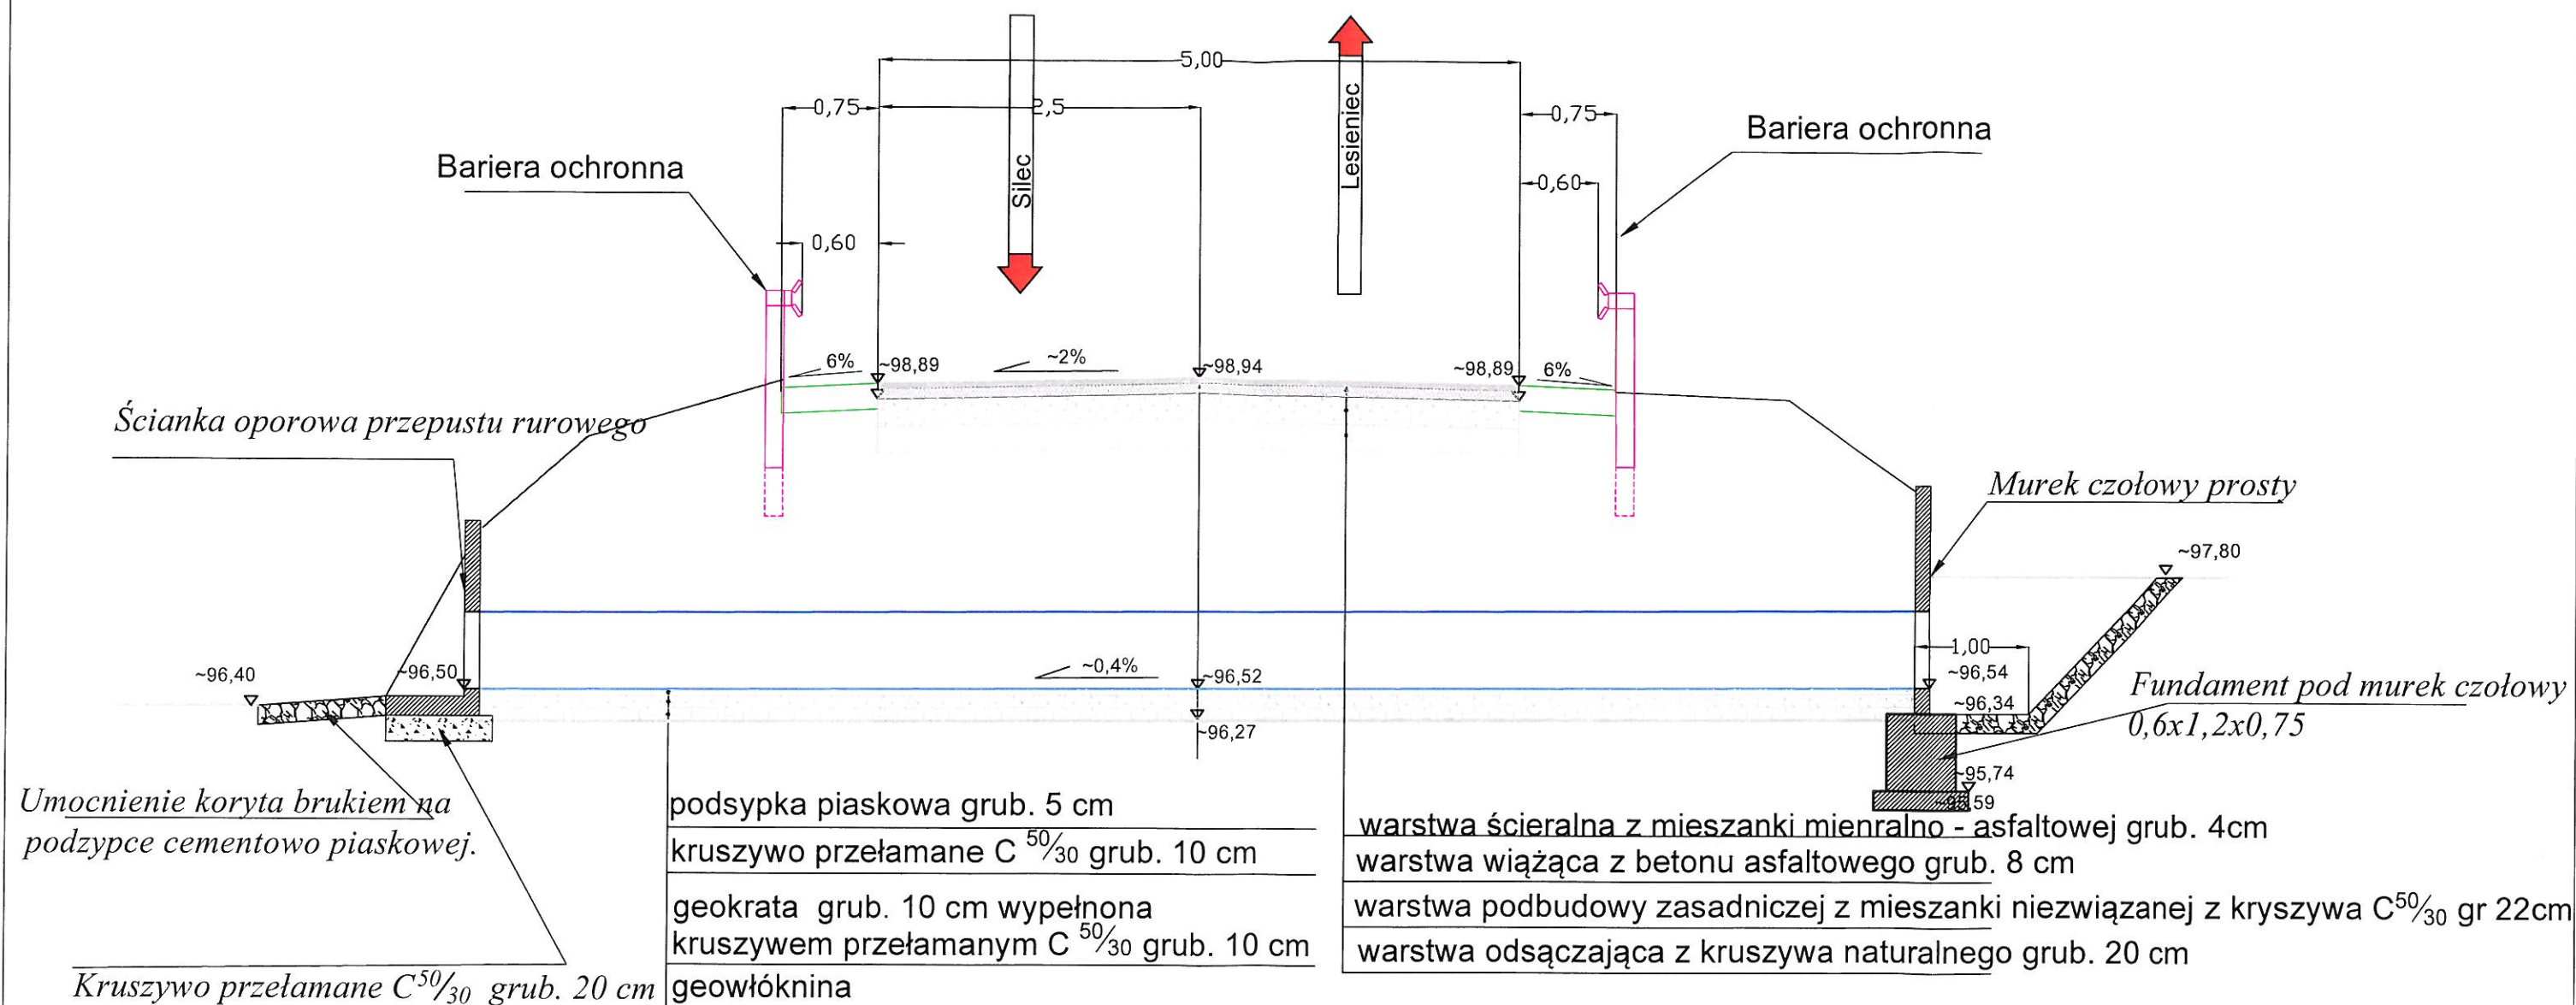 5,00
0,75
2,5
0,75
Bariera ochronna
Bariera ochronna
Silec
Lesieniec
0,60
0,60
6%
~98,89
~2%
~98,94
~98,89
6%
Ścianka oporowa przepustu rurowego
Murek czołowy prosty
~97,80
1,00
~96,40
~96,50
~0,4%
~96,52
~96,54
~96,34
Fundament pod murek czołowy
0,6x1,2x0,75
~96,27
~95,74
~95,59
Umocnienie koryta brukiem na
podzypce cementowo piaskowej.
podsypka piaskowa grub. 5 cm
kruszywo przełamane C 50/30 grub. 10 cm
geokrata grub. 10 cm wypełnona
kruszywem przełamanym C 50/30 grub. 10 cm
geowłóknina
warstwa ścieralna z mieszanki mienralno - asfaltowej grub. 4cm
warstwa wiążąca z betonu asfaltowego grub. 8 cm
warstwa podbudowy zasadniczej z mieszanki niezwiązanej z kryszywa C50/30 gr 22cm
warstwa odsączająca z kruszywa naturalnego grub. 20 cm
Kruszywo przełamane C50/30 grub. 20 cm